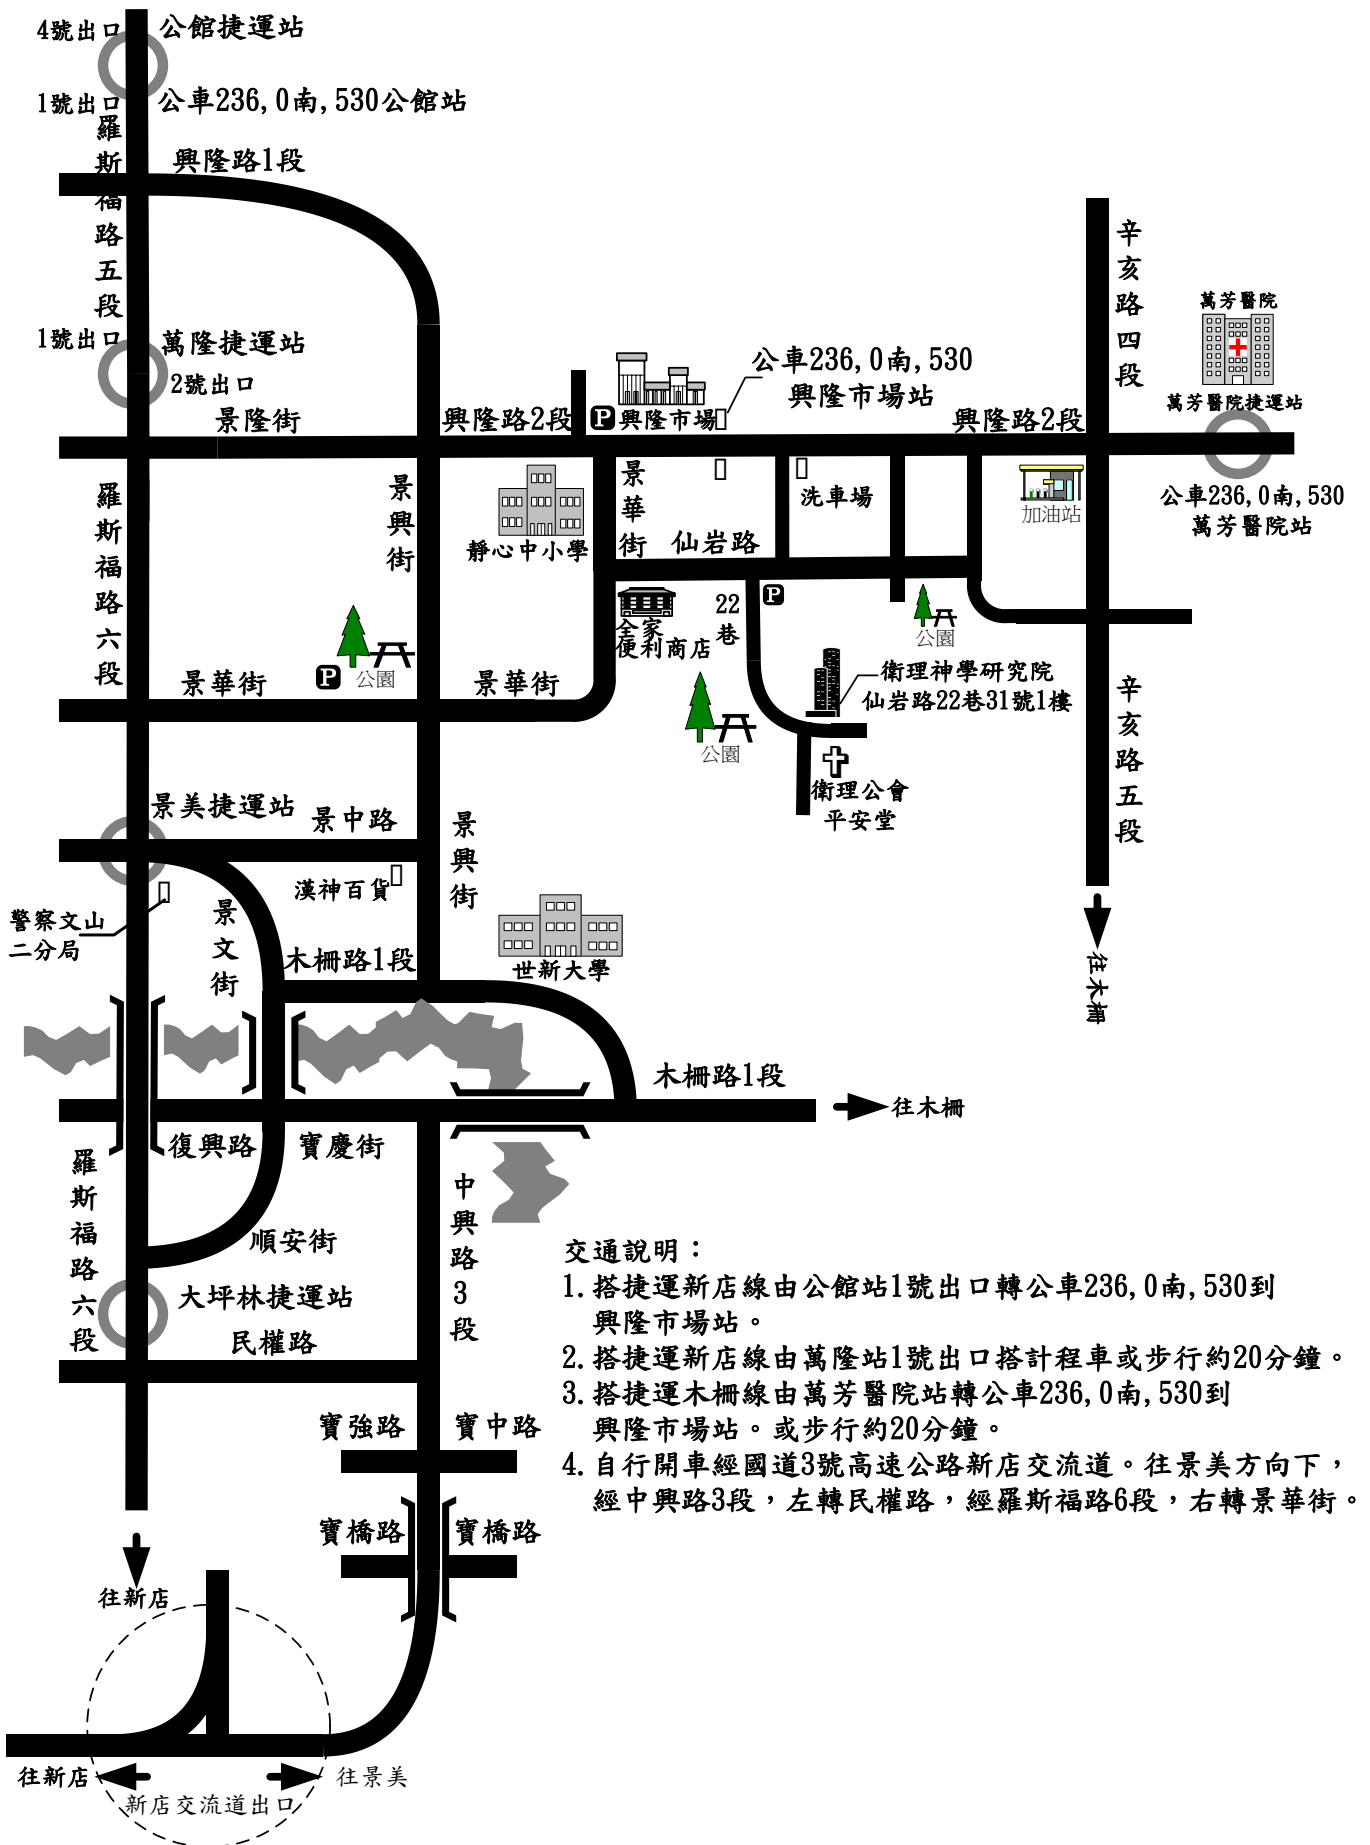 4號出口
公館捷運站
1號出口
公車236,0南,530公館站
羅斯福路五段
興隆路1段
1號出口
萬隆捷運站
2號出口
景隆街
興隆路2段
P
興隆市場
公車236,0南,530
興隆市場站
興隆路2段
辛亥路四段
萬芳醫院
萬芳醫院捷運站
公車236,0南,530
萬芳醫院站
羅斯福路六段
景興街
靜心中小學
景華街
仙岩路
洗車場
加油站
全家
便利商店
22
巷
P
公園
P
公園
景華街
景華街
公園
衛理神學研究院
仙岩路22巷31號1樓
衛理公會
平安堂
辛亥路五段
往木柵
景美捷運站
景中路
景興街
漢神百貨
警察文山
二分局
景文街
木柵路1段
世新大學
木柵路1段
往木柵
復興路
寶慶街
羅斯福路六段
順安街
中興路3段
大坪林捷運站
民權路
寶強路
寶中路
寶橋路
寶橋路
往新店
往新店
往景美
新店交流道出口
交通說明：
1.搭捷運新店線由公館站1號出口轉公車236,0南,530到
興隆市場站。
2.搭捷運新店線由萬隆站1號出口搭計程車或步行約20分鐘。
3.搭捷運木柵線由萬芳醫院站轉公車236,0南,530到
興隆市場站。或步行約20分鐘。
4.自行開車經國道3號高速公路新店交流道。往景美方向下，
經中興路3段，左轉民權路，經羅斯福路6段，右轉景華街。